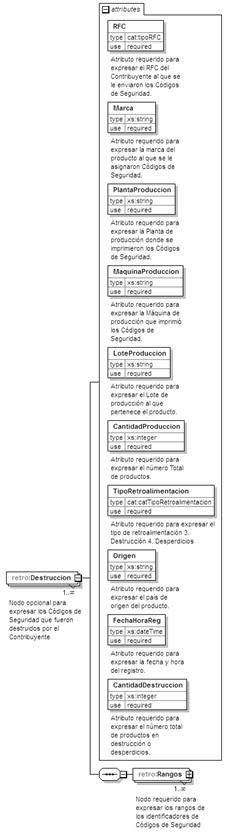 attributes
RFC
type cat:tipoRFC
use required
Atributo requerido para
expresar el RFC del
Contribuyente al que se
le enviaron los Códigos
de Seguridad.
Marca
type xs:string
use required
Atributo requerido para
expresar la marca del
producto al que se le
asignaron Códigos de
Seguridad.
PlantaProduccion
type xs:string
use required
Atributo requerido para
expresar la Planta de
producción donde se
imprimieron los Códigos
de Seguridad.
MaquinaProduccion
type xs:string
use required
Atributo requerido para
expresar la Máquina de
producción que imprimió
los Códigos de
Seguridad.
LoteProduccion
type xs:string
use required
Atributo requerido para
expresar el Lote de
producción al que
pertenece el producto.
CantidadProduccion
type xs:integer
use required
Atributo requerido para
expresar el número Total
de productos.
TipoRetroalimentacion
type cat:catTipoRetroalimentacion
use required
Atributo requerido para expresar el
tipo de retroalimentación 3.
Destrucción 4. Desperdicios
Origen
type xs:string
use required
Atributo requerido para
expresar el país de
origen del producto.
FechaHoraReg
type xs:dateTime
use required
Atributo requerido para
expresar la fecha y hora
del registro.
CantidadDestruccion
type xs:integer
use required
Atributo requerido para
expresar el número total
de productos en
destrucción o
desperdicios.
retro:Destruccion
1..∞
Nodo opcional para
expresar los Códigos de
Seguridad que fueron
destruidos por el
Contribuyente
retro:Rangos
1..∞
Nodo requerido para
expresar los rangos de
los identificadores de
Códigos de Seguridad